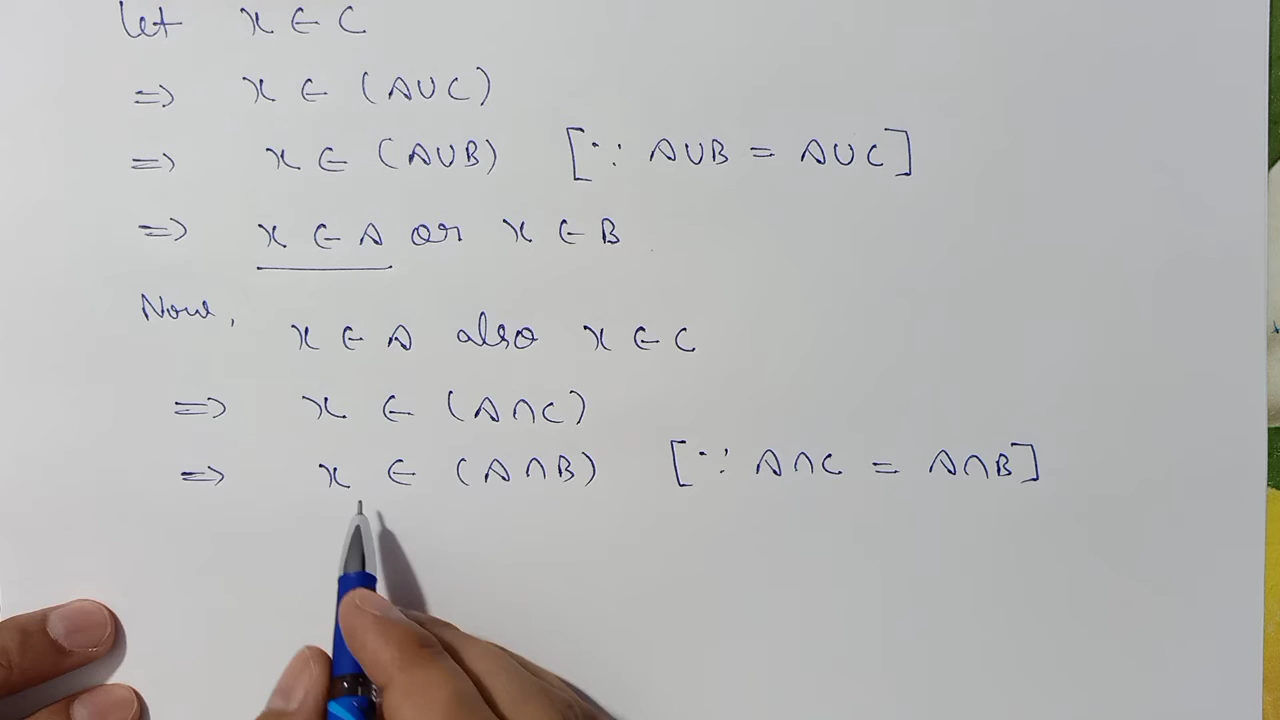 let x ∈ C
=> x ∈ (A∪C)
=> x ∈ (A∪B) [∵ A∪B = A∪C]
=> x ∈ A or x ∈ B
Now,
x ∈ A also x ∈ C
=> x ∈ (A∩C)
=> x ∈ (A∩B) [∵ A∩C = A∩B]